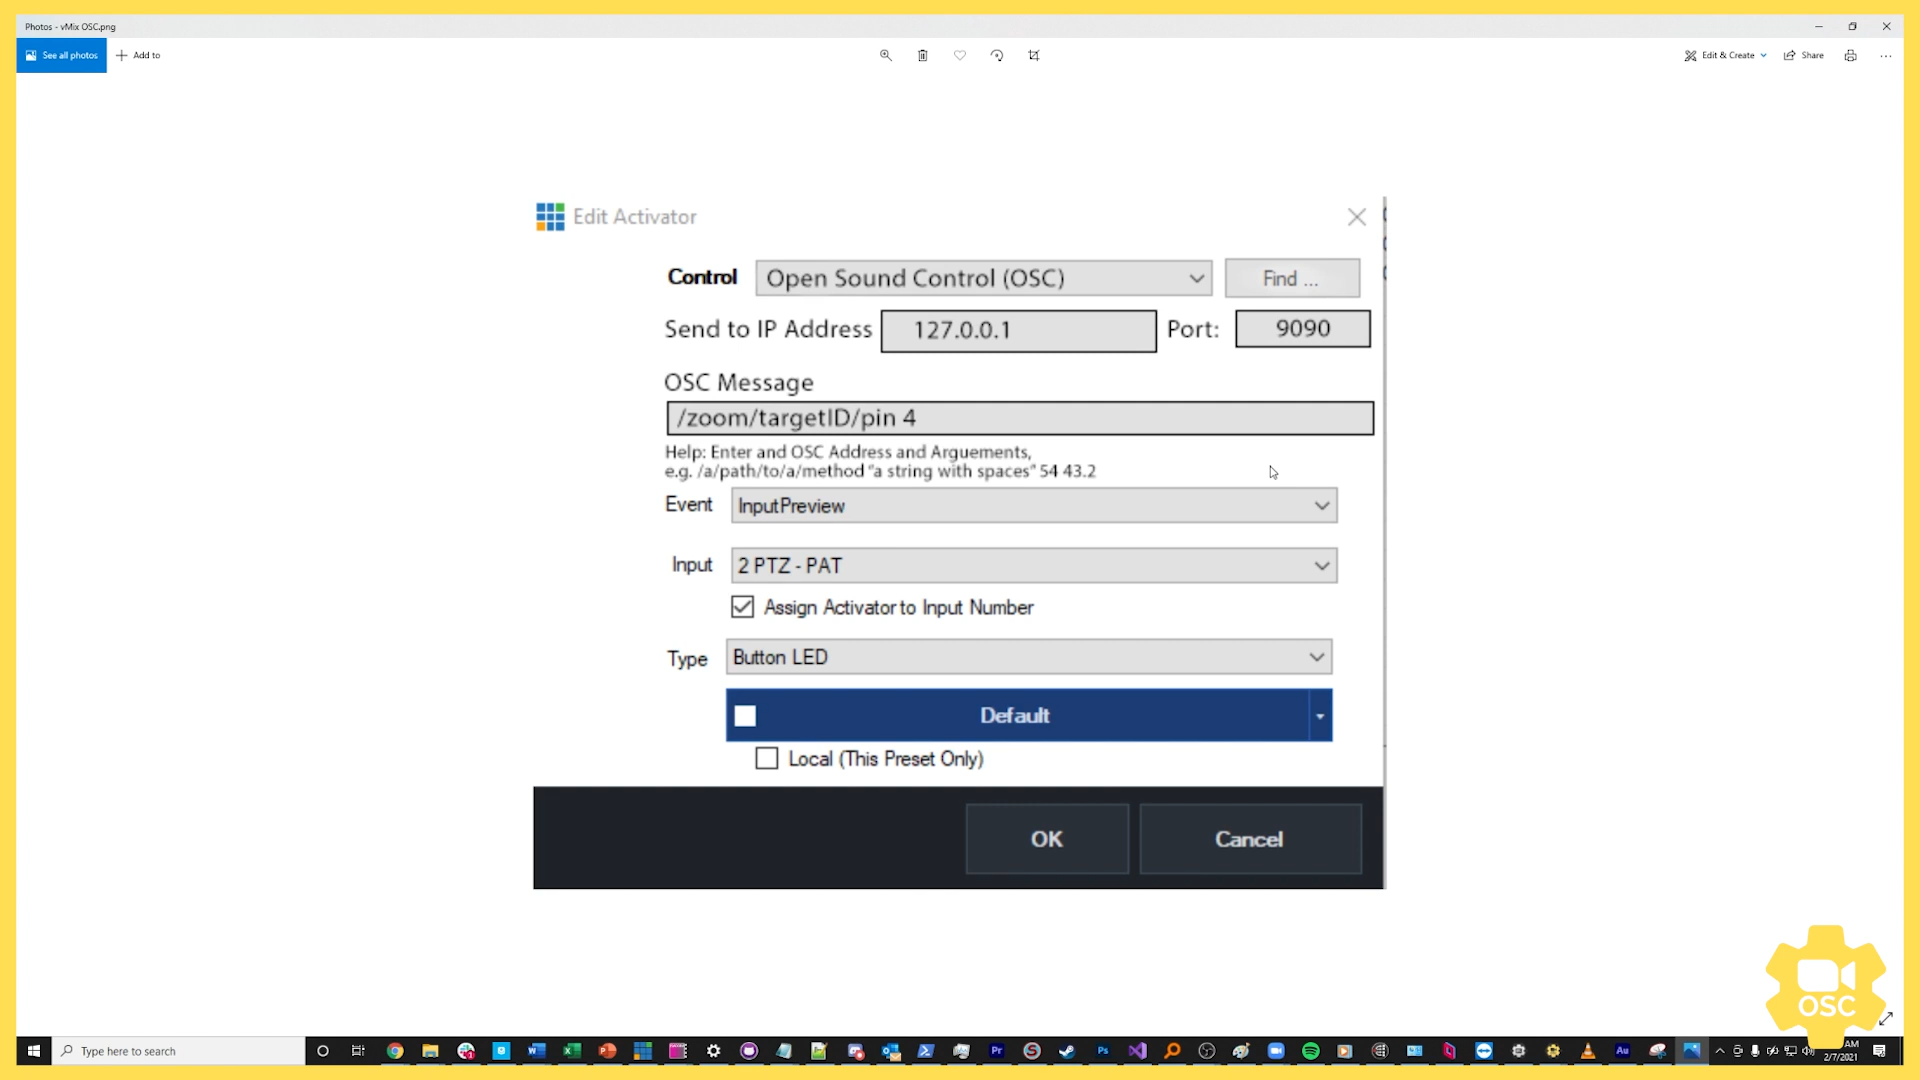 Photos - vMix OSC.png
See all photos
Add to
Edit & Create
Share
Edit Activator
Control
Open Sound Control (OSC)
Find ...
Send to IP Address
127.0.0.1
Port:
9090
OSC Message
/zoom/targetID/pin 4
Help: Enter and OSC Address and Arguements,
e.g. /a/path/to/a/method "a string with spaces" 54 43.2
Event
InputPreview
Input
2 PTZ - PAT
Assign Activator to Input Number
Type
Button LED
Default
Local (This Preset Only)
OK
Cancel
OSC
Type here to search
AM
2/7/2021